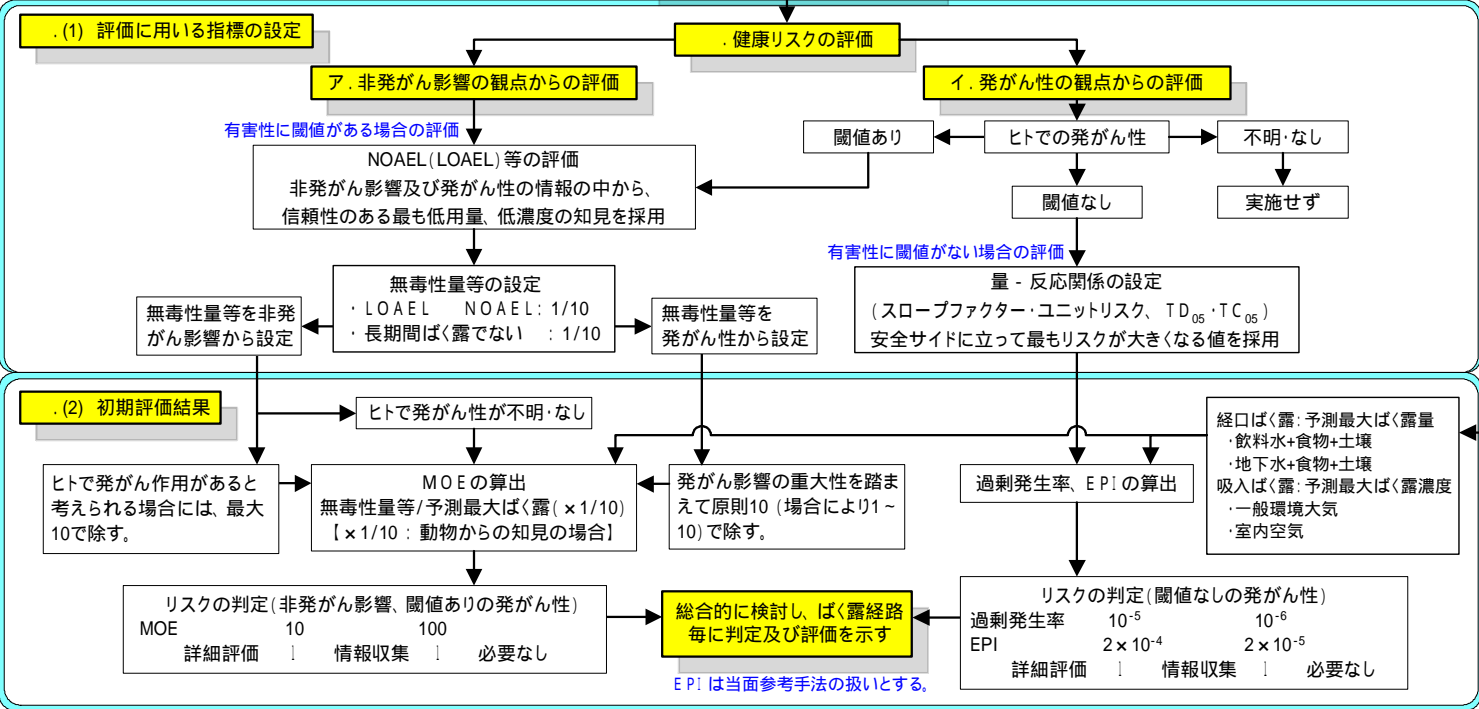 .(1) 評価に用いる指標の設定
.健康リスクの評価
ア.非発がん影響の観点からの評価
イ.発がん性の観点からの評価
有害性に閾値がある場合の評価
閾値あり
ヒトでの発がん性
不明・なし
NOAEL(LOAEL)等の評価
非発がん影響及び発がん性の情報の中から、
信頼性のある最も低用量、低濃度の知見を採用
閾値なし
実施せず
有害性に閾値がない場合の評価
無毒性量等の設定
・LOAEL NOAEL: 1/10
・長期間ばく露でない : 1/10
無毒性量等を非発
がん影響から設定
無毒性量等を
発がん性から設定
量 - 反応関係の設定
(スロープファクター・ユニットリスク、 TD05・TC05)
安全サイドに立って最もリスクが大きくなる値を採用
.(2) 初期評価結果
ヒトで発がん性が不明・なし
経口ばく露:予測最大ばく露量
・飲料水+食物+土壌
・地下水+食物+土壌
吸入ばく露:予測最大ばく露濃度
・一般環境大気
・室内空気
ヒトで発がん作用があると
考えられる場合には、最大
10で除す。
MOEの算出
無毒性量等/予測最大ばく露(×1/10)
【×1/10:動物からの知見の場合】
発がん影響の重大性を踏ま
えて原則10 (場合により1~
10)で除す。
過剰発生率、EPIの算出
リスクの判定(非発がん影響、閾値ありの発がん性)
MOE 10 100
詳細評価 情報収集 必要なし
総合的に検討し、ばく露経路
毎に判定及び評価を示す
EPIは当面参考手法の扱いとする。
リスクの判定(閾値なしの発がん性)
過剰発生率 10-5 10-6
EPI 2×10-4 2×10-5
詳細評価 情報収集 必要なし